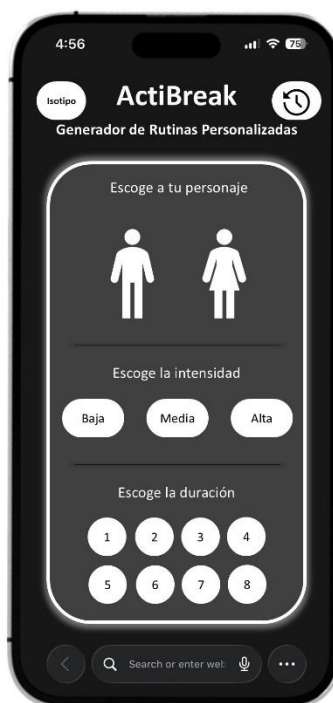 4:56
75
Isotipo
ActiBreak
Generador de Rutinas Personalizadas
Escoge a tu personaje
Escoge la intensidad
Baja Media Alta
Escoge la duración
1 2 3 4
5 6 7 8
Search or enter web